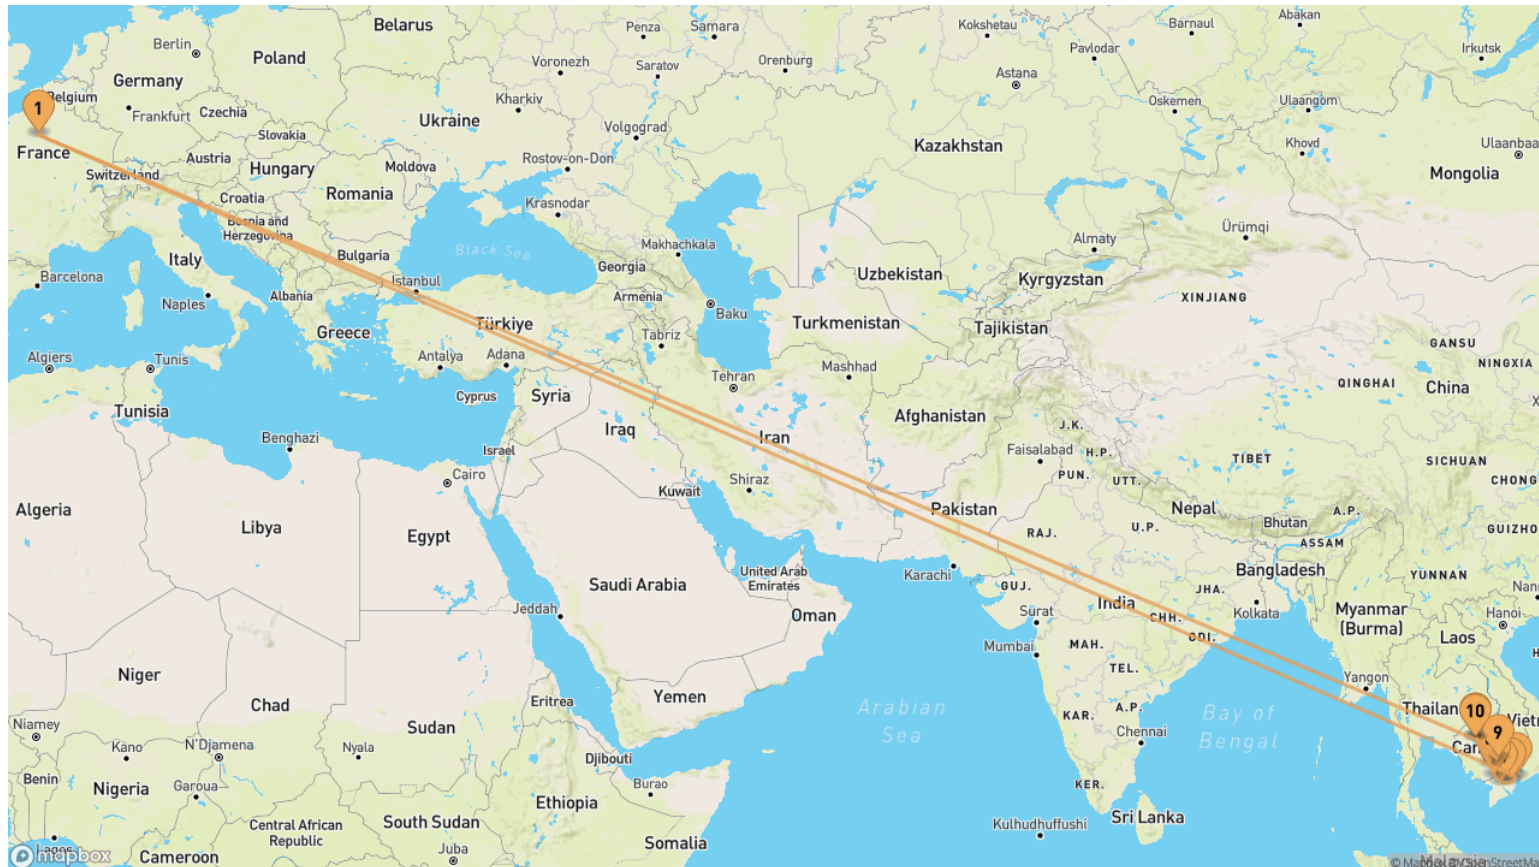 Belarus
Penza
Samara
Kokshetau
Barnaul
Abakan
Berlin
Poland
Voronezh
Saratov
Orenburg
Pavlodar
Irkutsk
Germany
Astana
Belgium
1
Frankfurt
Czechia
Kharkiv
Ukraine
Volgograd
Oskemen
Ulaangom
France
Slovakia
Austria
Hungary
Moldova
Rostov-on-Don
Kazakhstan
Khovd
Ulaanbaa
Mongolia
Switzerland
Romania
Croatia
Krasnodar
Bosnia and
Herzegovina
Black Sea
Makhachkala
Almaty
Ürümqi
Italy
Bulgaria
Georgia
Uzbekistan
Kyrgyzstan
Barcelona
Istanbul
Naples
Albania
Armenia
Baku
XINJIANG
Greece
Türkiye
Turkmenistan
Tajikistan
Algiers
Tunis
Antalya
Adana
Tabriz
Mashhad
GANSU
NINGXIA
Tehran
QINGHAI
China
Tunisia
Cyprus
Syria
Afghanistan
J.K.
Benghazi
Israel
Iraq
Iran
Faisalabad
H.P.
TIBET
SICHUAN
Cairo
Shiraz
PUN.
UTT.
CHONG
Algeria
Libya
Egypt
Kuwait
Pakistan
RAJ.
U.P.
Nepal
Bhutan
A.P.
GUIZHO
ASSAM
Saudi Arabia
United Arab
Emirates
Karachi
GUJ.
JHA.
Bangladesh
YUNNAN
Nann
Jeddah
Oman
Surat
India
CHH.
Kolkata
Myanmar
(Burma)
Hanoi
Mumbai
MAH.
ODI.
Laos
Niger
Chad
TEL.
Yemen
Yangon
Eritrea
Arabian
Sea
KAR.
A.P.
Bay of
Bengal
Thailan
10
Vietn
Niamey
Kano
N'Djamena
Nyala
Sudan
Chennai
9
Cam
Benin
Nigeria
Garoua
Djibouti
Burao
KER.
Ethiopia
Central African
Republic
South Sudan
Kulhudhuffushi
Sri Lanka
Lagos
Cameroon
Juba
Somalia
Malaysia
mapbox
© Mapbox © OpenStreetMa